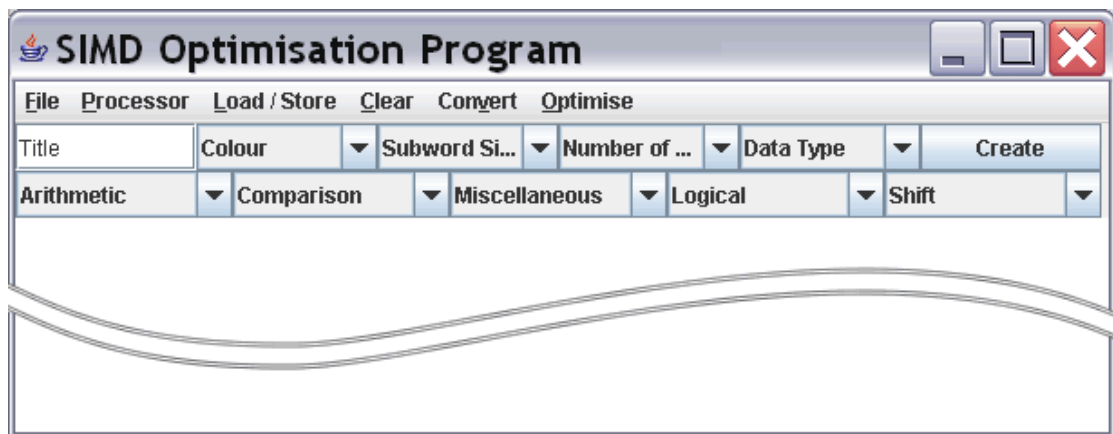 SIMD Optimisation Program
File Processor Load / Store Clear Convert Optimise
Title Colour Subword Si... Number of ... Data Type Create
Arithmetic Comparison Miscellaneous Logical Shift